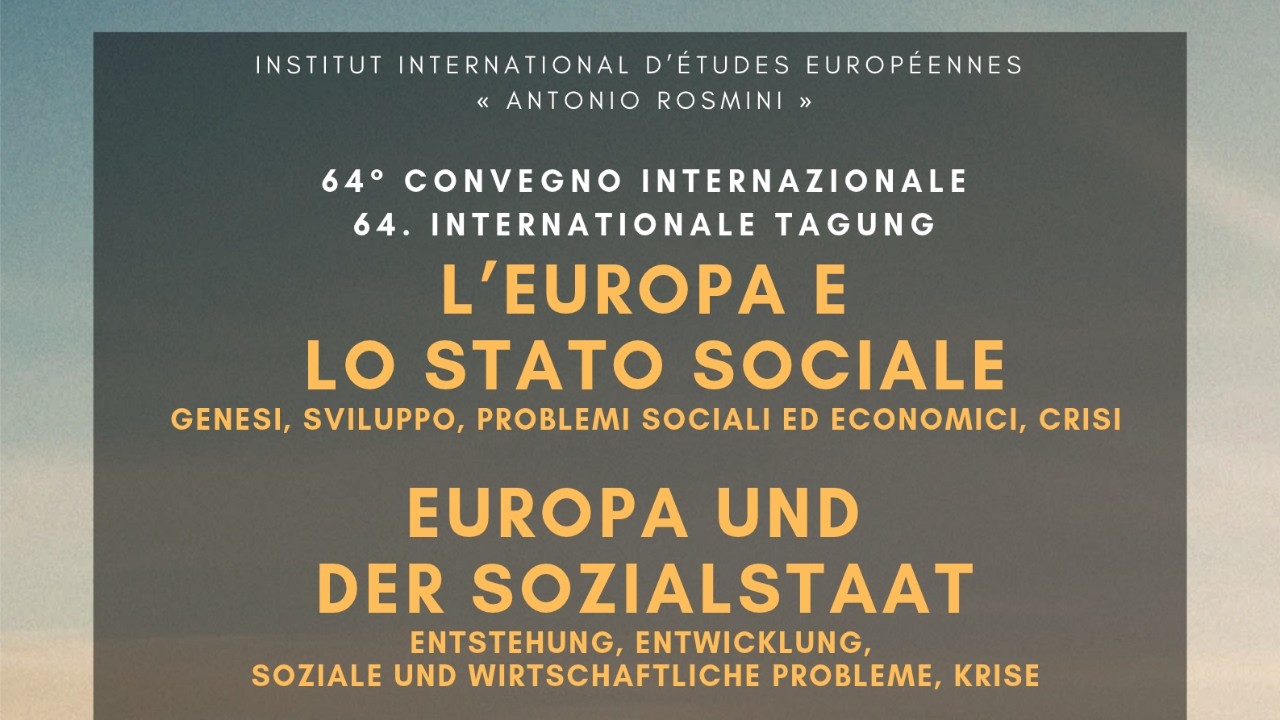 INSTITUT INTERNATIONAL D’ÉTUDES EUROPÉENNES
« ANTONIO ROSMINI »
64° CONVEGNO INTERNAZIONALE
64. INTERNATIONALE TAGUNG
L’EUROPA E
LO STATO SOCIALE
GENESI, SVILUPPO, PROBLEMI SOCIALI ED ECONOMICI, CRISI
EUROPA UND
DER SOZIALSTAAT
ENTSTEHUNG, ENTWICKLUNG,
SOZIALE UND WIRTSCHAFTLICHE PROBLEME, KRISE